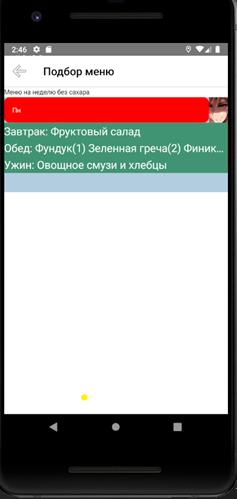 2:46
Подбор меню
Меню на неделю без сахара
Пн
Завтрак: Фруктовый салад
Обед: Фундук(1) Зеленная греча(2) Финик...
Ужин: Овощное смузи и хлебцы